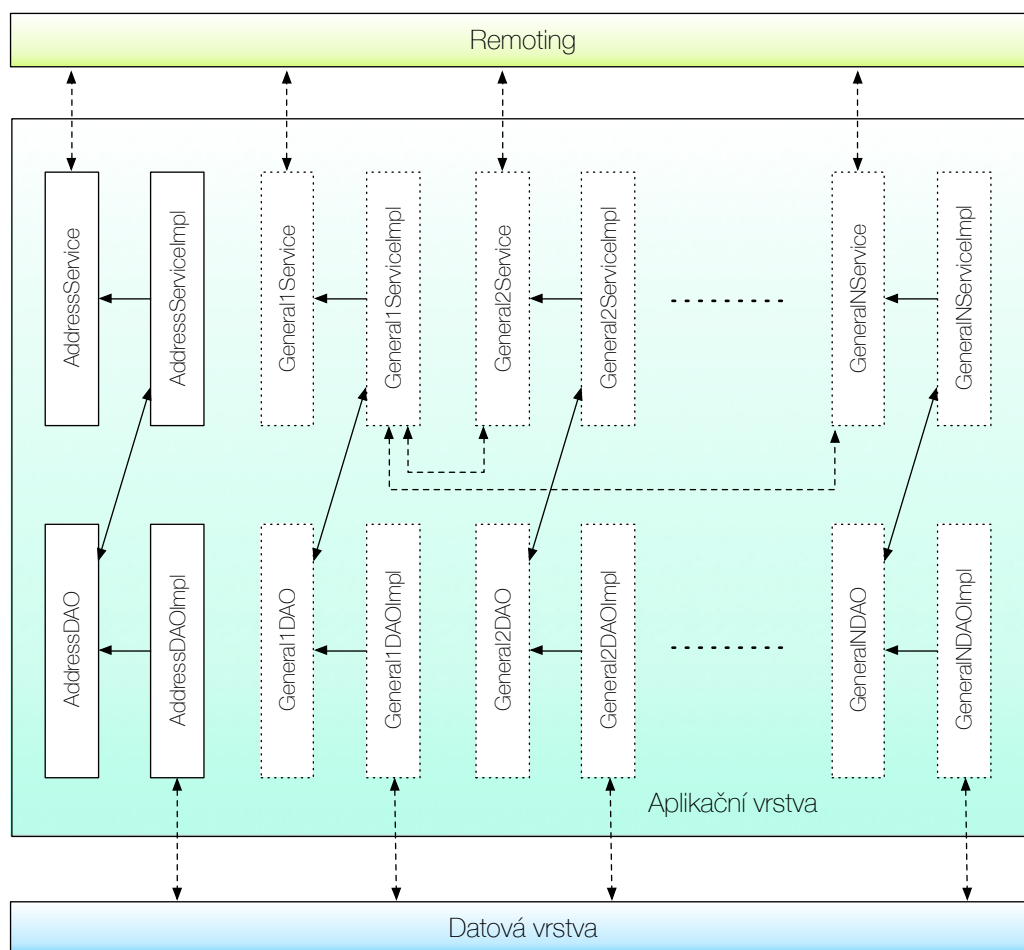 Remoting
AddressService
AddressServiceImpl
General1Service
General1ServiceImpl
General2Service
General2ServiceImpl
GeneralNService
GeneralNServiceImpl
AddressDAO
AddressDAOImpl
General1DAO
General1DAOImpl
General2DAO
General2DAOImpl
GeneralNDAO
GeneralNDAOImpl
Aplikační vrstva
Datová vrstva